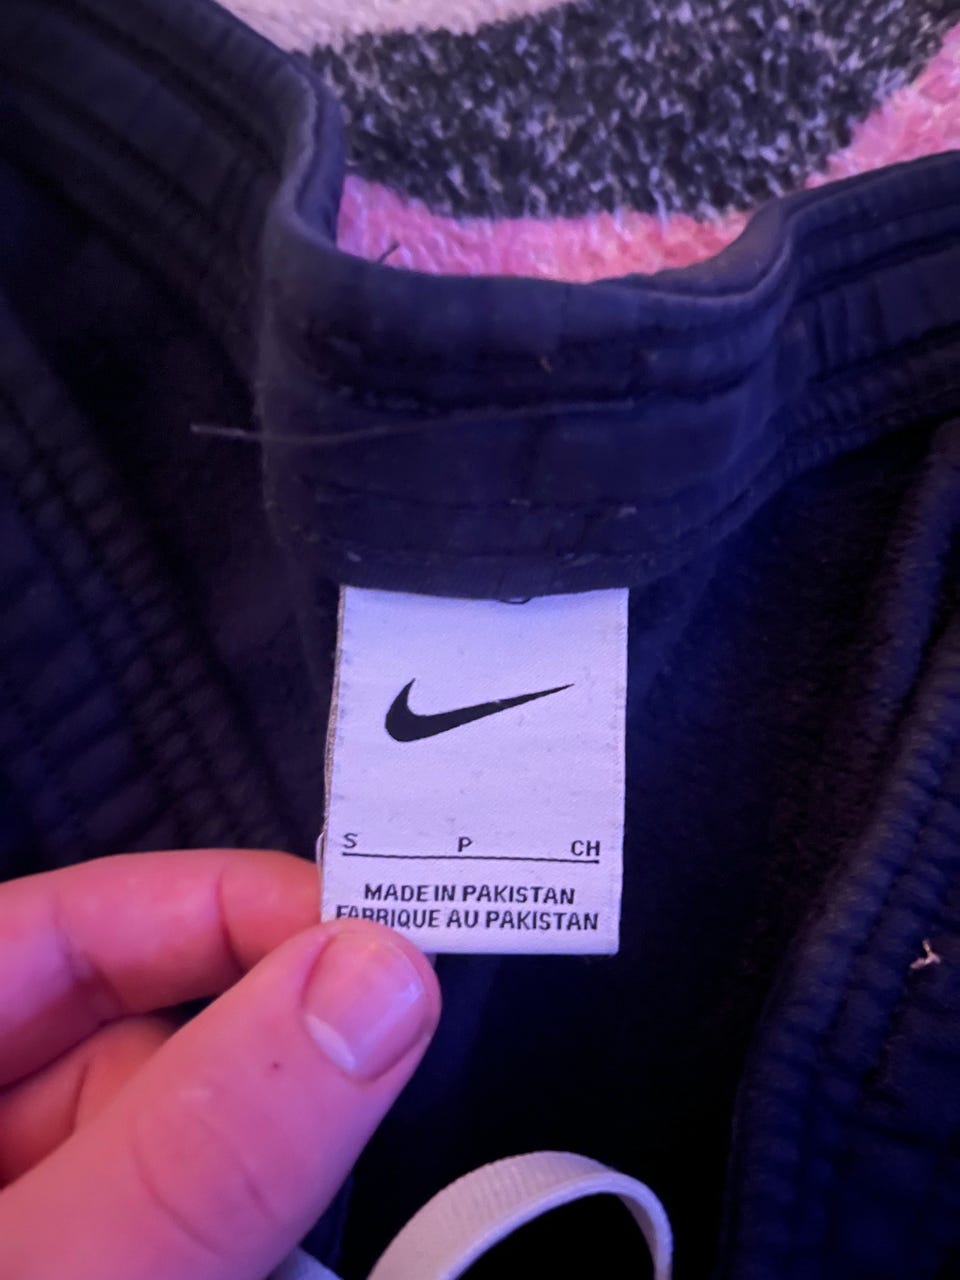 S P CH
MADE IN PAKISTAN
FABRIQUE AU PAKISTAN